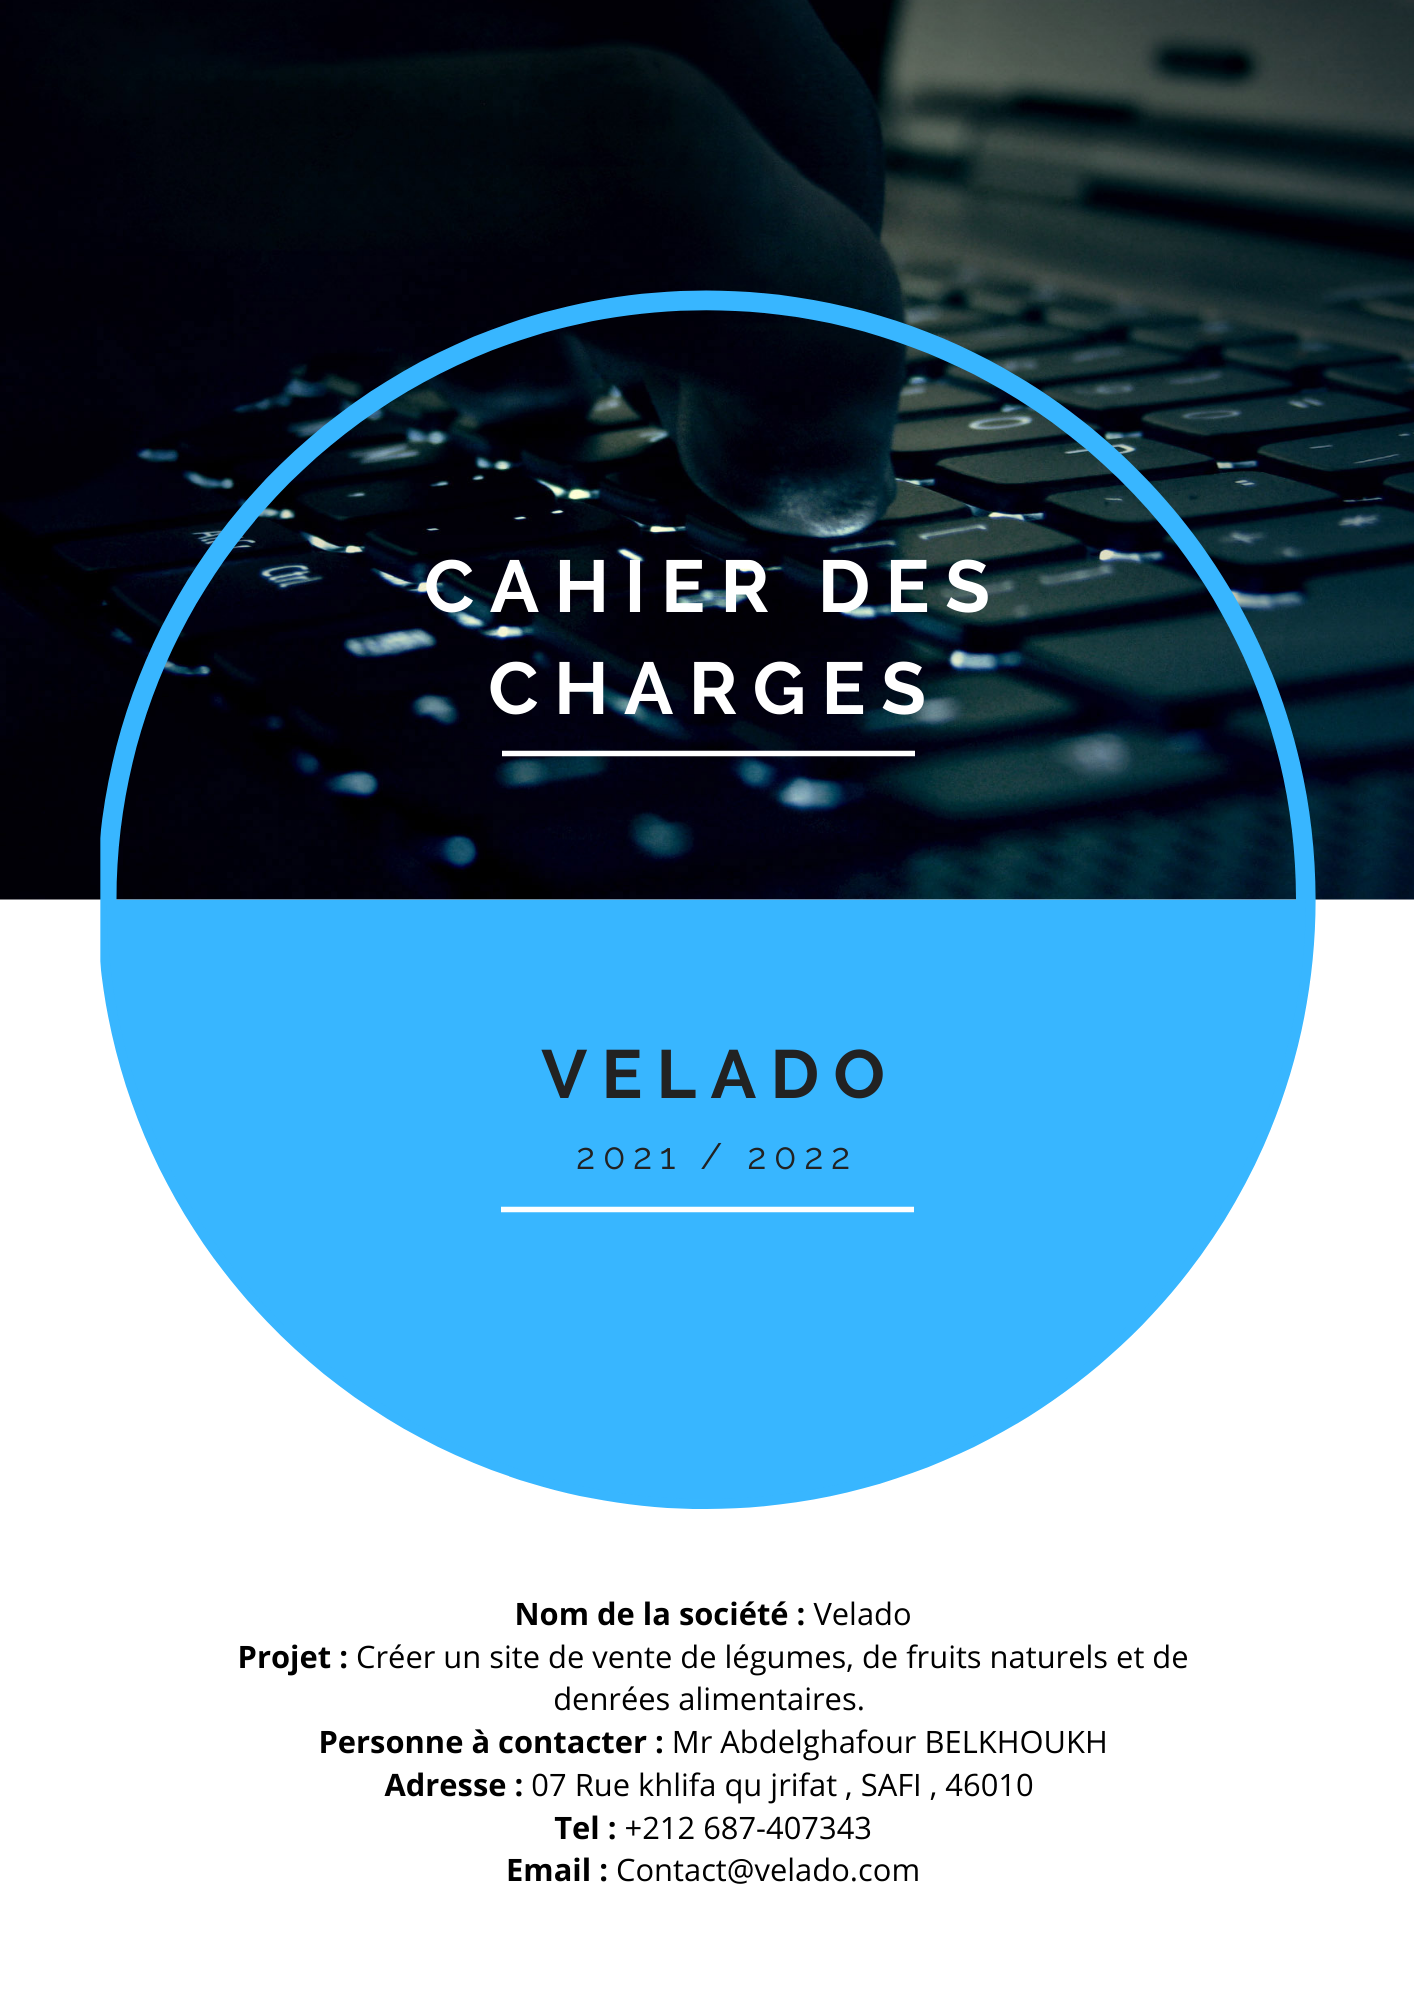 CAHIER DES
CHARGES
VELADO
2021 / 2022
Nom de la société : Velado
Projet : Créer un site de vente de légumes, de fruits naturels et de
denrées alimentaires.
Personne à contacter : Mr Abdelghafour BELKHOUKH
Adresse : 07 Rue khlifa qu jrifat , SAFI , 46010
Tel : +212 687-407343
Email : Contact@velado.com